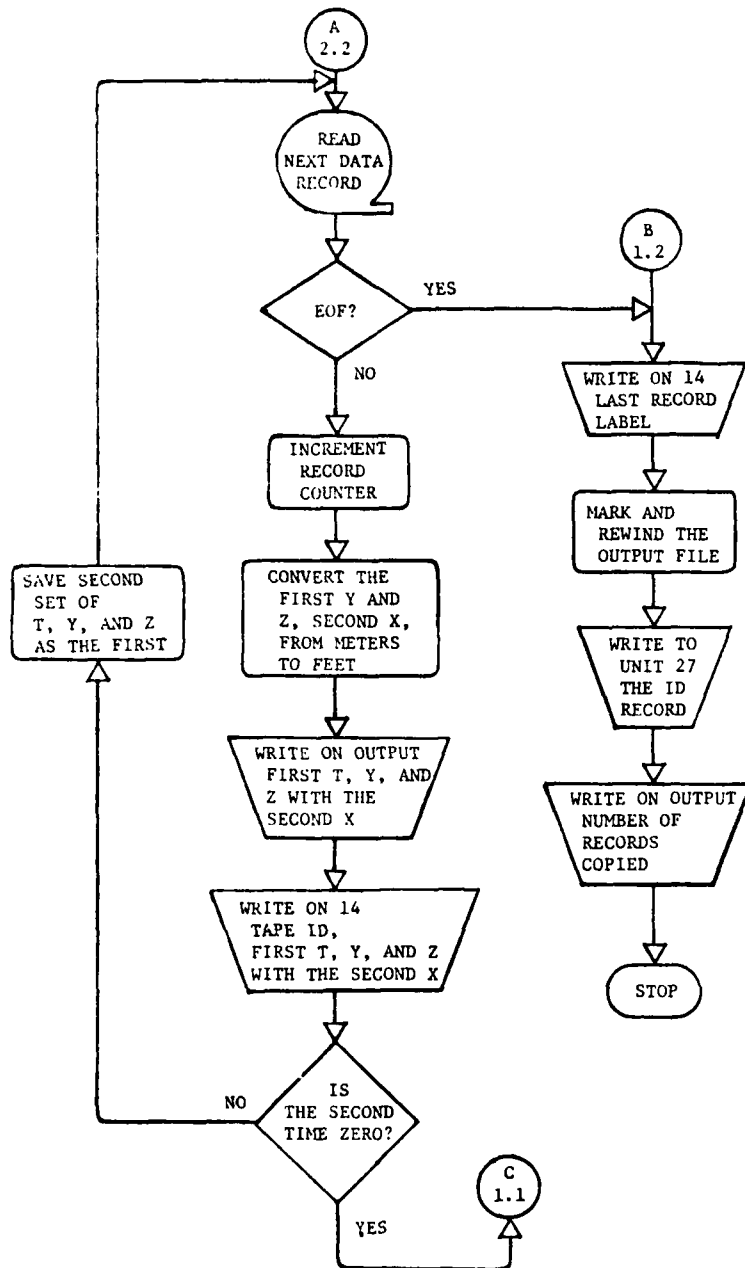 A
2.2
READ
NEXT DATA
RECORD
EOF?
YES
NO
INCREMENT
RECORD
COUNTER
CONVERT THE
FIRST Y AND
Z, SECOND X,
FROM METERS
TO FEET
WRITE ON OUTPUT
FIRST T, Y, AND
Z WITH THE
SECOND X
WRITE ON 14
TAPE ID,
FIRST T, Y, AND Z
WITH THE SECOND X
IS
THE SECOND
TIME ZERO?
NO
YES
SAVE SECOND
SET OF
T, Y, AND Z
AS THE FIRST
C
1.1
B
1.2
WRITE ON 14
LAST RECORD
LABEL
MARK AND
REWIND THE
OUTPUT FILE
WRITE TO
UNIT 27
THE ID
RECORD
WRITE ON OUTPUT
NUMBER OF
RECORDS
COPIED
STOP